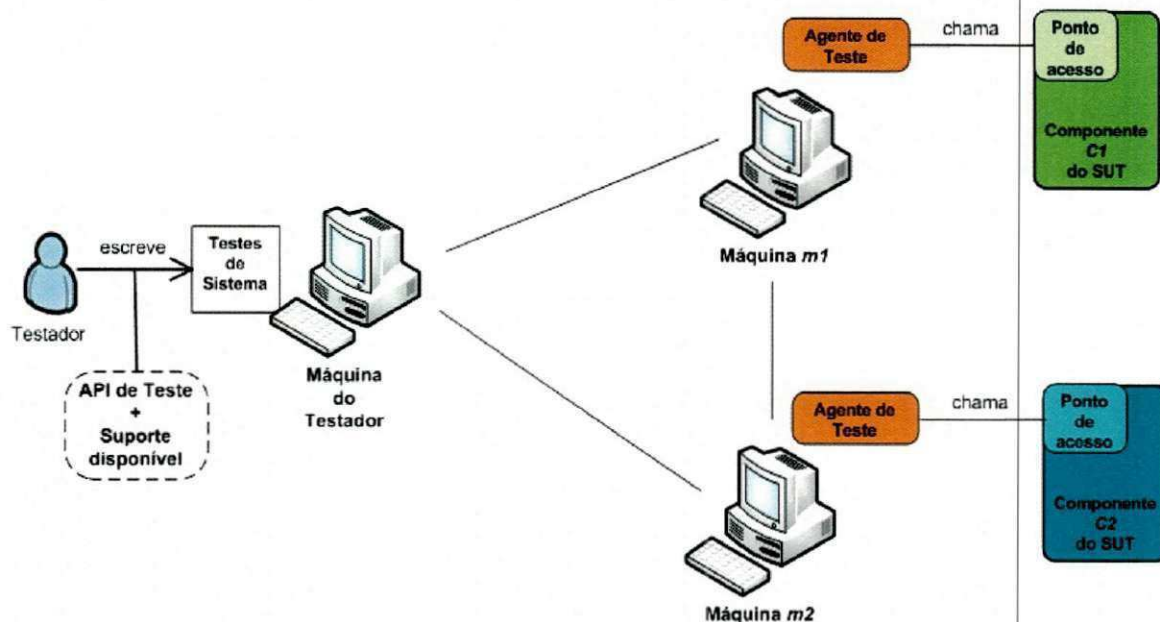 Agente de
Teste
chama
Ponto
de
acesso
Componente
C1
do SUT
Máquina m1
escreve
Testes
de
Sistema
Testador
API de Teste
+
Suporte
disponível
Máquina
do
Testador
Agente de
Teste
chama
Ponto
de
acesso
Componente
C2
do SUT
Máquina m2